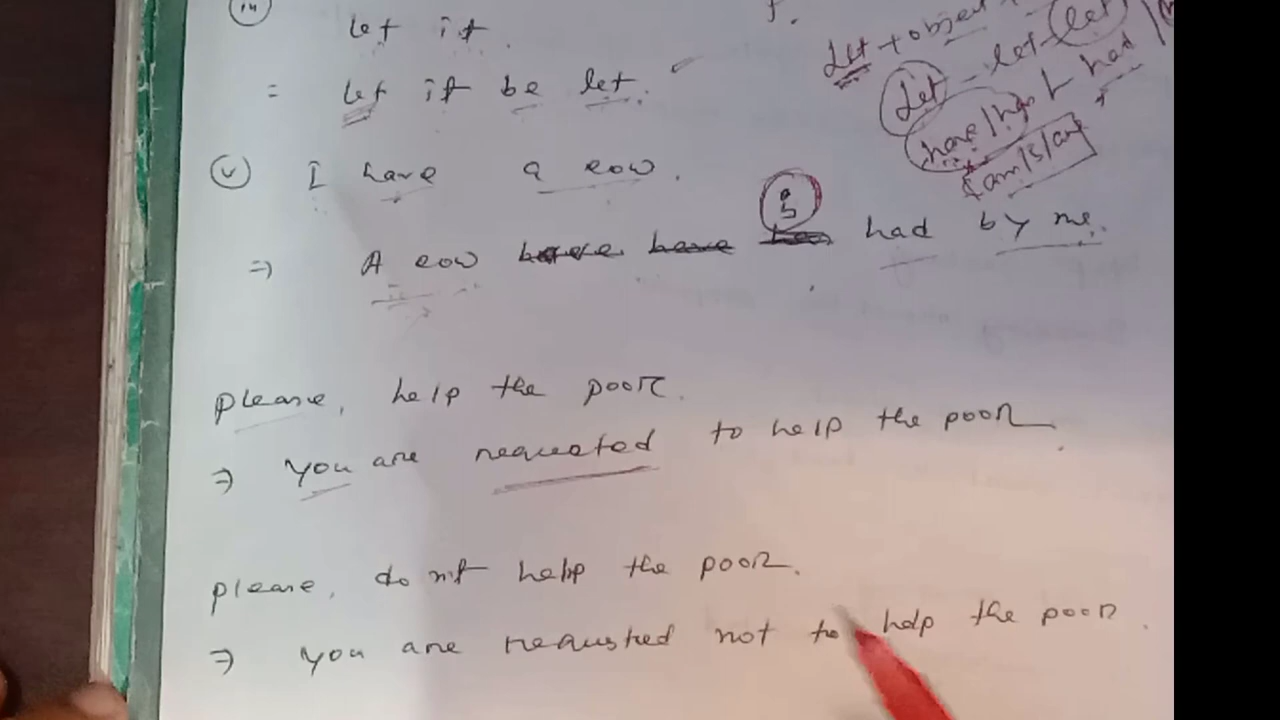 let it.
= let it be let.
(v) I have a cow.
⇒ A cow is had by me.
Let + object
Let - let - let
have/has - had
am/is/are
please, help the poor.
⇒ you are requested to help the poor
please, do not help the poor.
⇒ you are requsted not to help the poor.